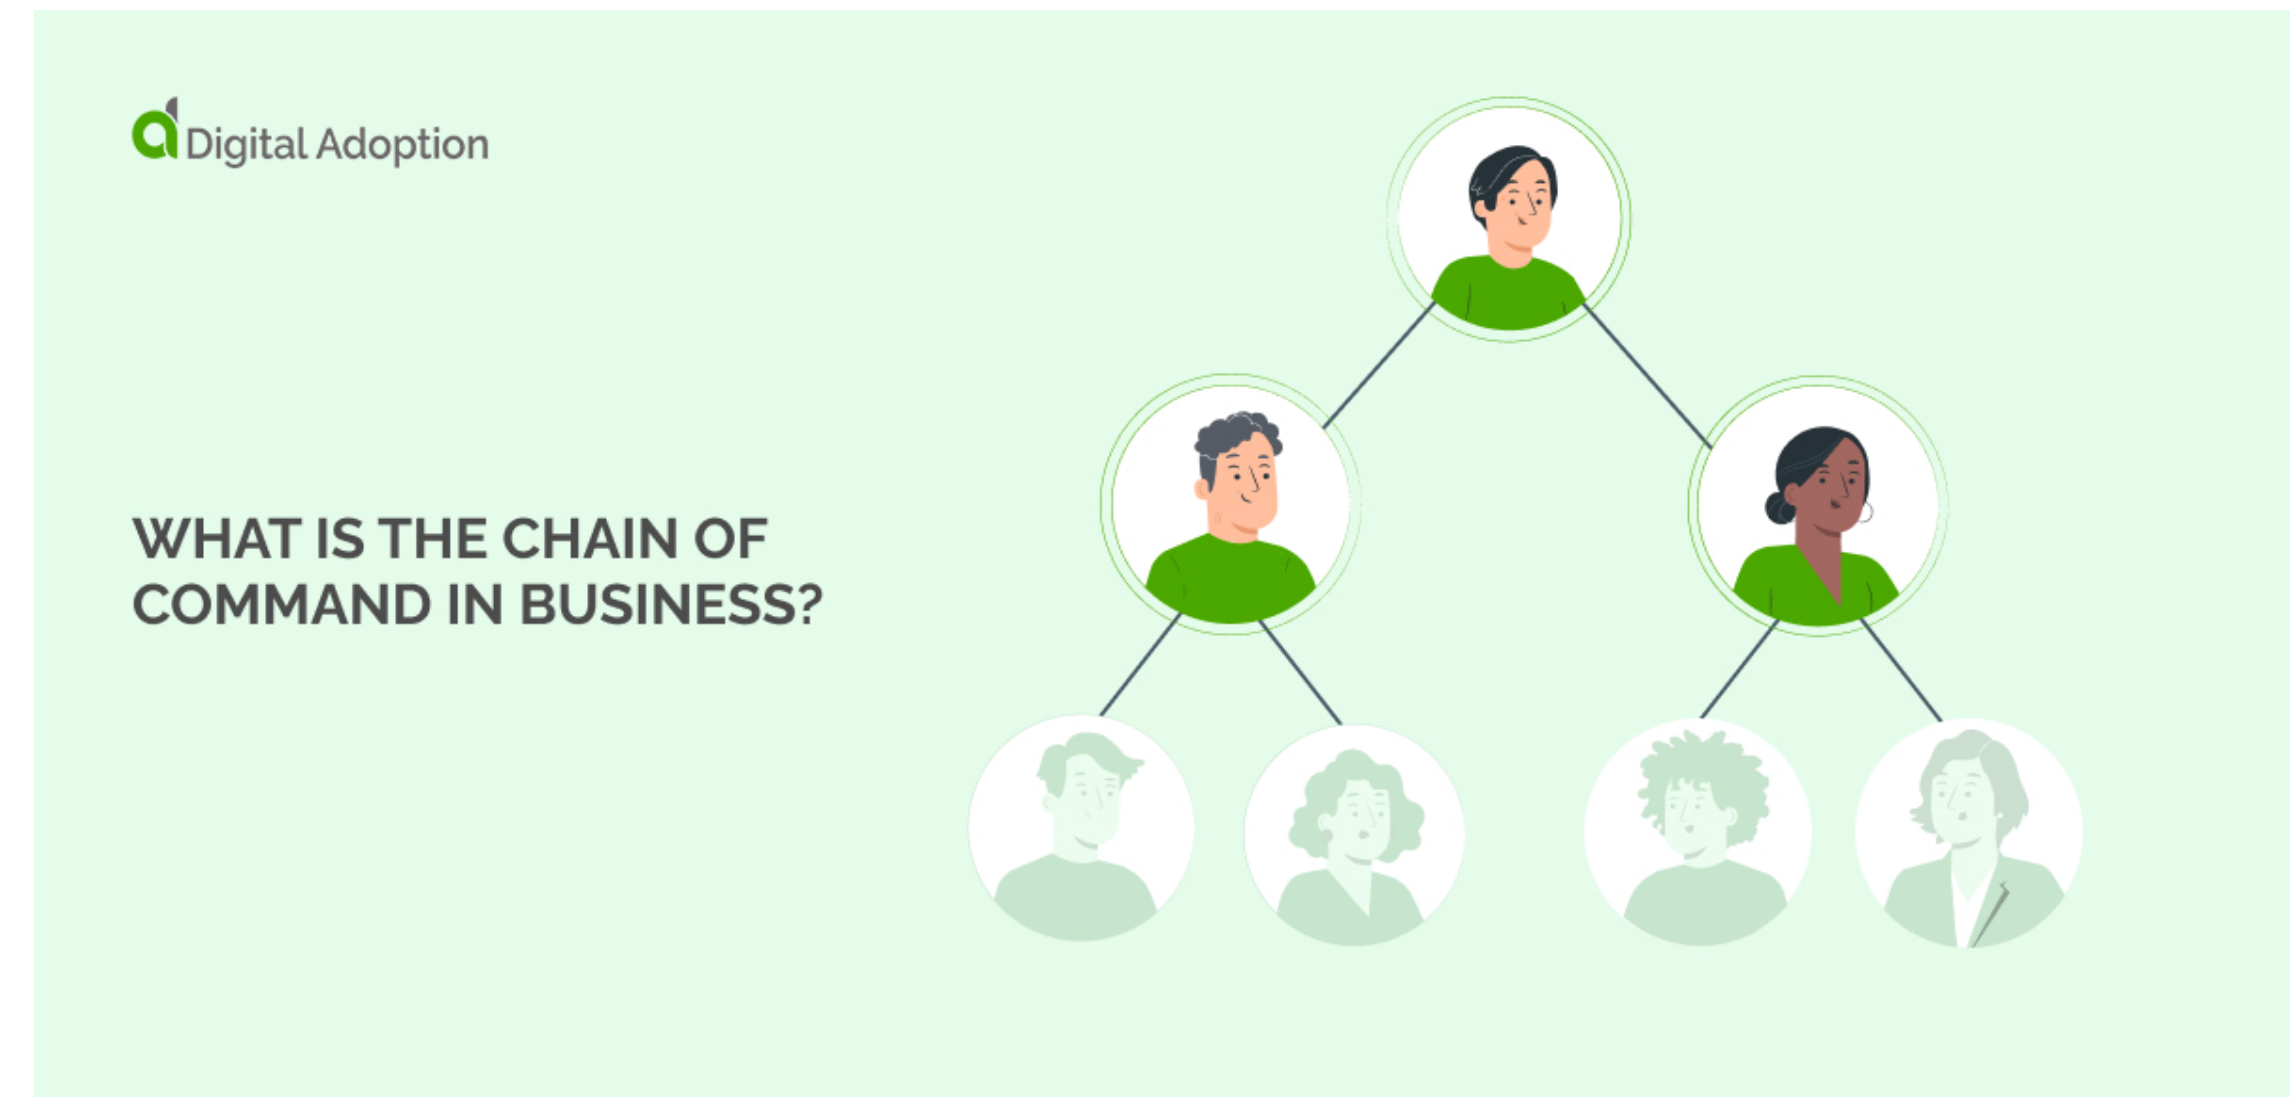 Digital Adoption
WHAT IS THE CHAIN OF
COMMAND IN BUSINESS?